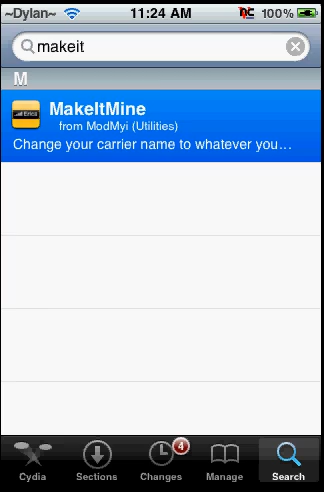 ~Dylan~ 11:24 AM 100%
makeit
M
MakeItMine
from ModMyi (Utilities)
Change your carrier name to whatever you…
4
Cydia Sections Changes Manage Search